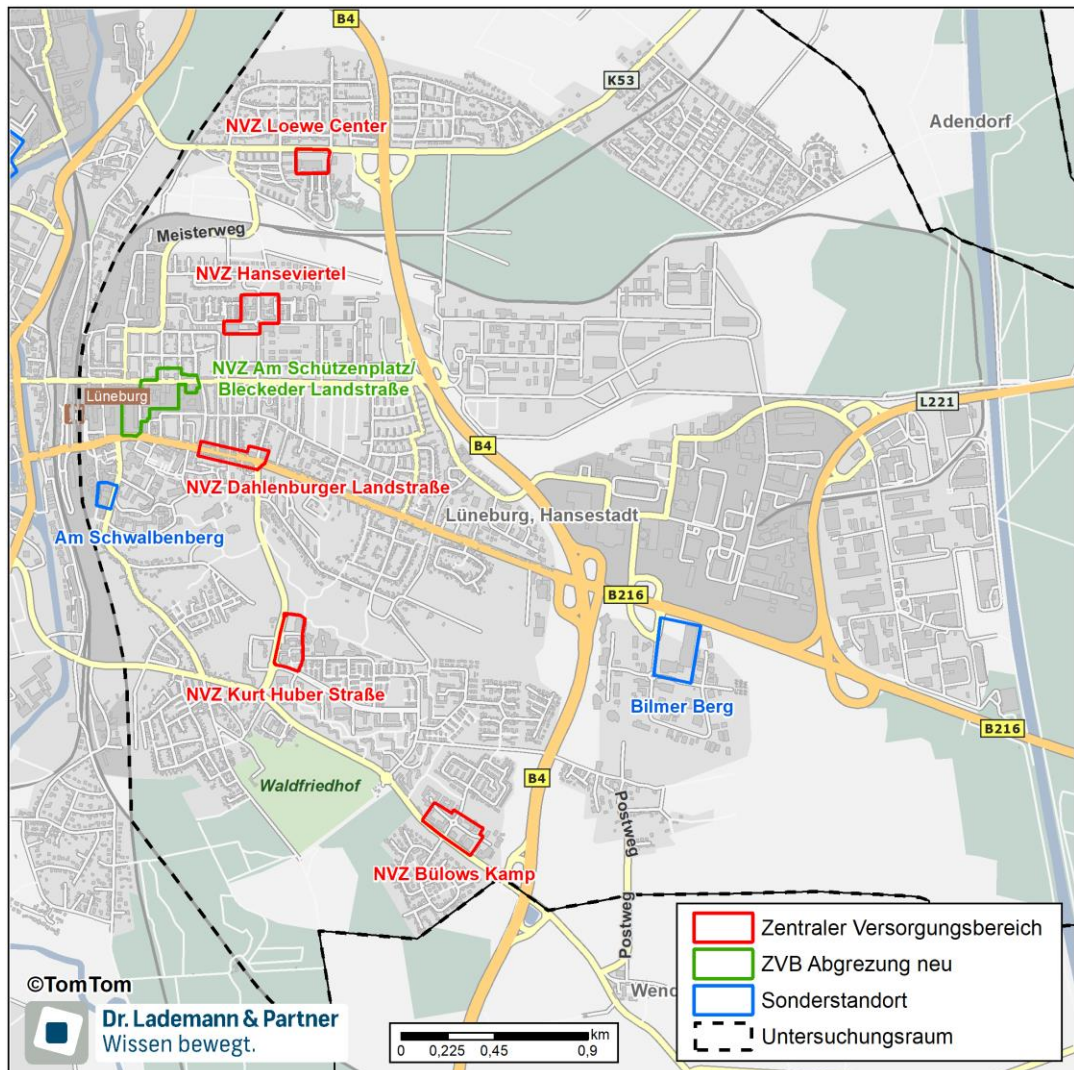 B4
K53
NVZ Loewe Center
Adendorf
Meisterweg
NVZ Hanseviertel
NVZ Am Schützenplatz/
Bleckeder Landstraße
Lüneburg
L221
B4
NVZ Dahlenburger Landstraße
Lüneburg, Hansestadt
Am Schwalbenberg
B216
NVZ Kurt Huber Straße
Bilmer Berg
B216
Waldfriedhof
B4
Postweg
NVZ Bülows Kamp
Postweg
Wend
©TomTom
Dr. Lademann & Partner
Wissen bewegt.
km
0 0,225 0,45 0,9
Zentraler Versorgungsbereich
ZVB Abgrezung neu
Sonderstandort
Untersuchungsraum